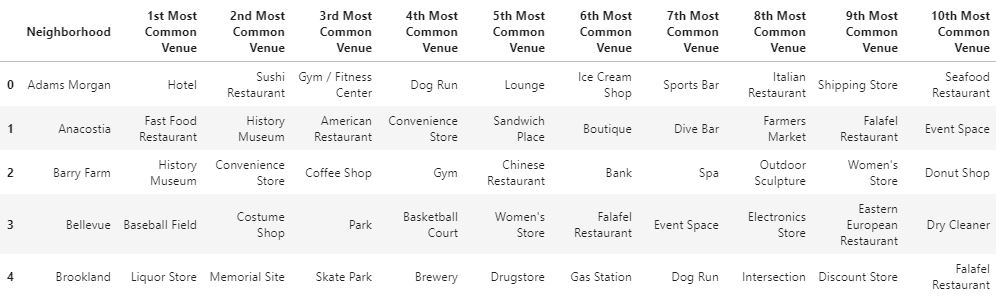 Neighborhood 1st Most Common Venue 2nd Most Common Venue 3rd Most Common Venue 4th Most Common Venue 5th Most Common Venue 6th Most Common Venue 7th Most Common Venue 8th Most Common Venue 9th Most Common Venue 10th Most Common Venue
0 Adams Morgan Hotel Sushi Restaurant Gym / Fitness Center Dog Run Lounge Ice Cream Shop Sports Bar Italian Restaurant Shipping Store Seafood Restaurant
1 Anacostia Fast Food Restaurant History Museum American Restaurant Convenience Store Sandwich Place Boutique Dive Bar Farmers Market Falafel Restaurant Event Space
2 Barry Farm History Museum Convenience Store Coffee Shop Gym Chinese Restaurant Bank Spa Outdoor Sculpture Women's Store Donut Shop
3 Bellevue Baseball Field Costume Shop Park Basketball Court Women's Store Falafel Restaurant Event Space Electronics Store Eastern European Restaurant Dry Cleaner
4 Brookland Liquor Store Memorial Site Skate Park Brewery Drugstore Gas Station Dog Run Intersection Discount Store Falafel Restaurant